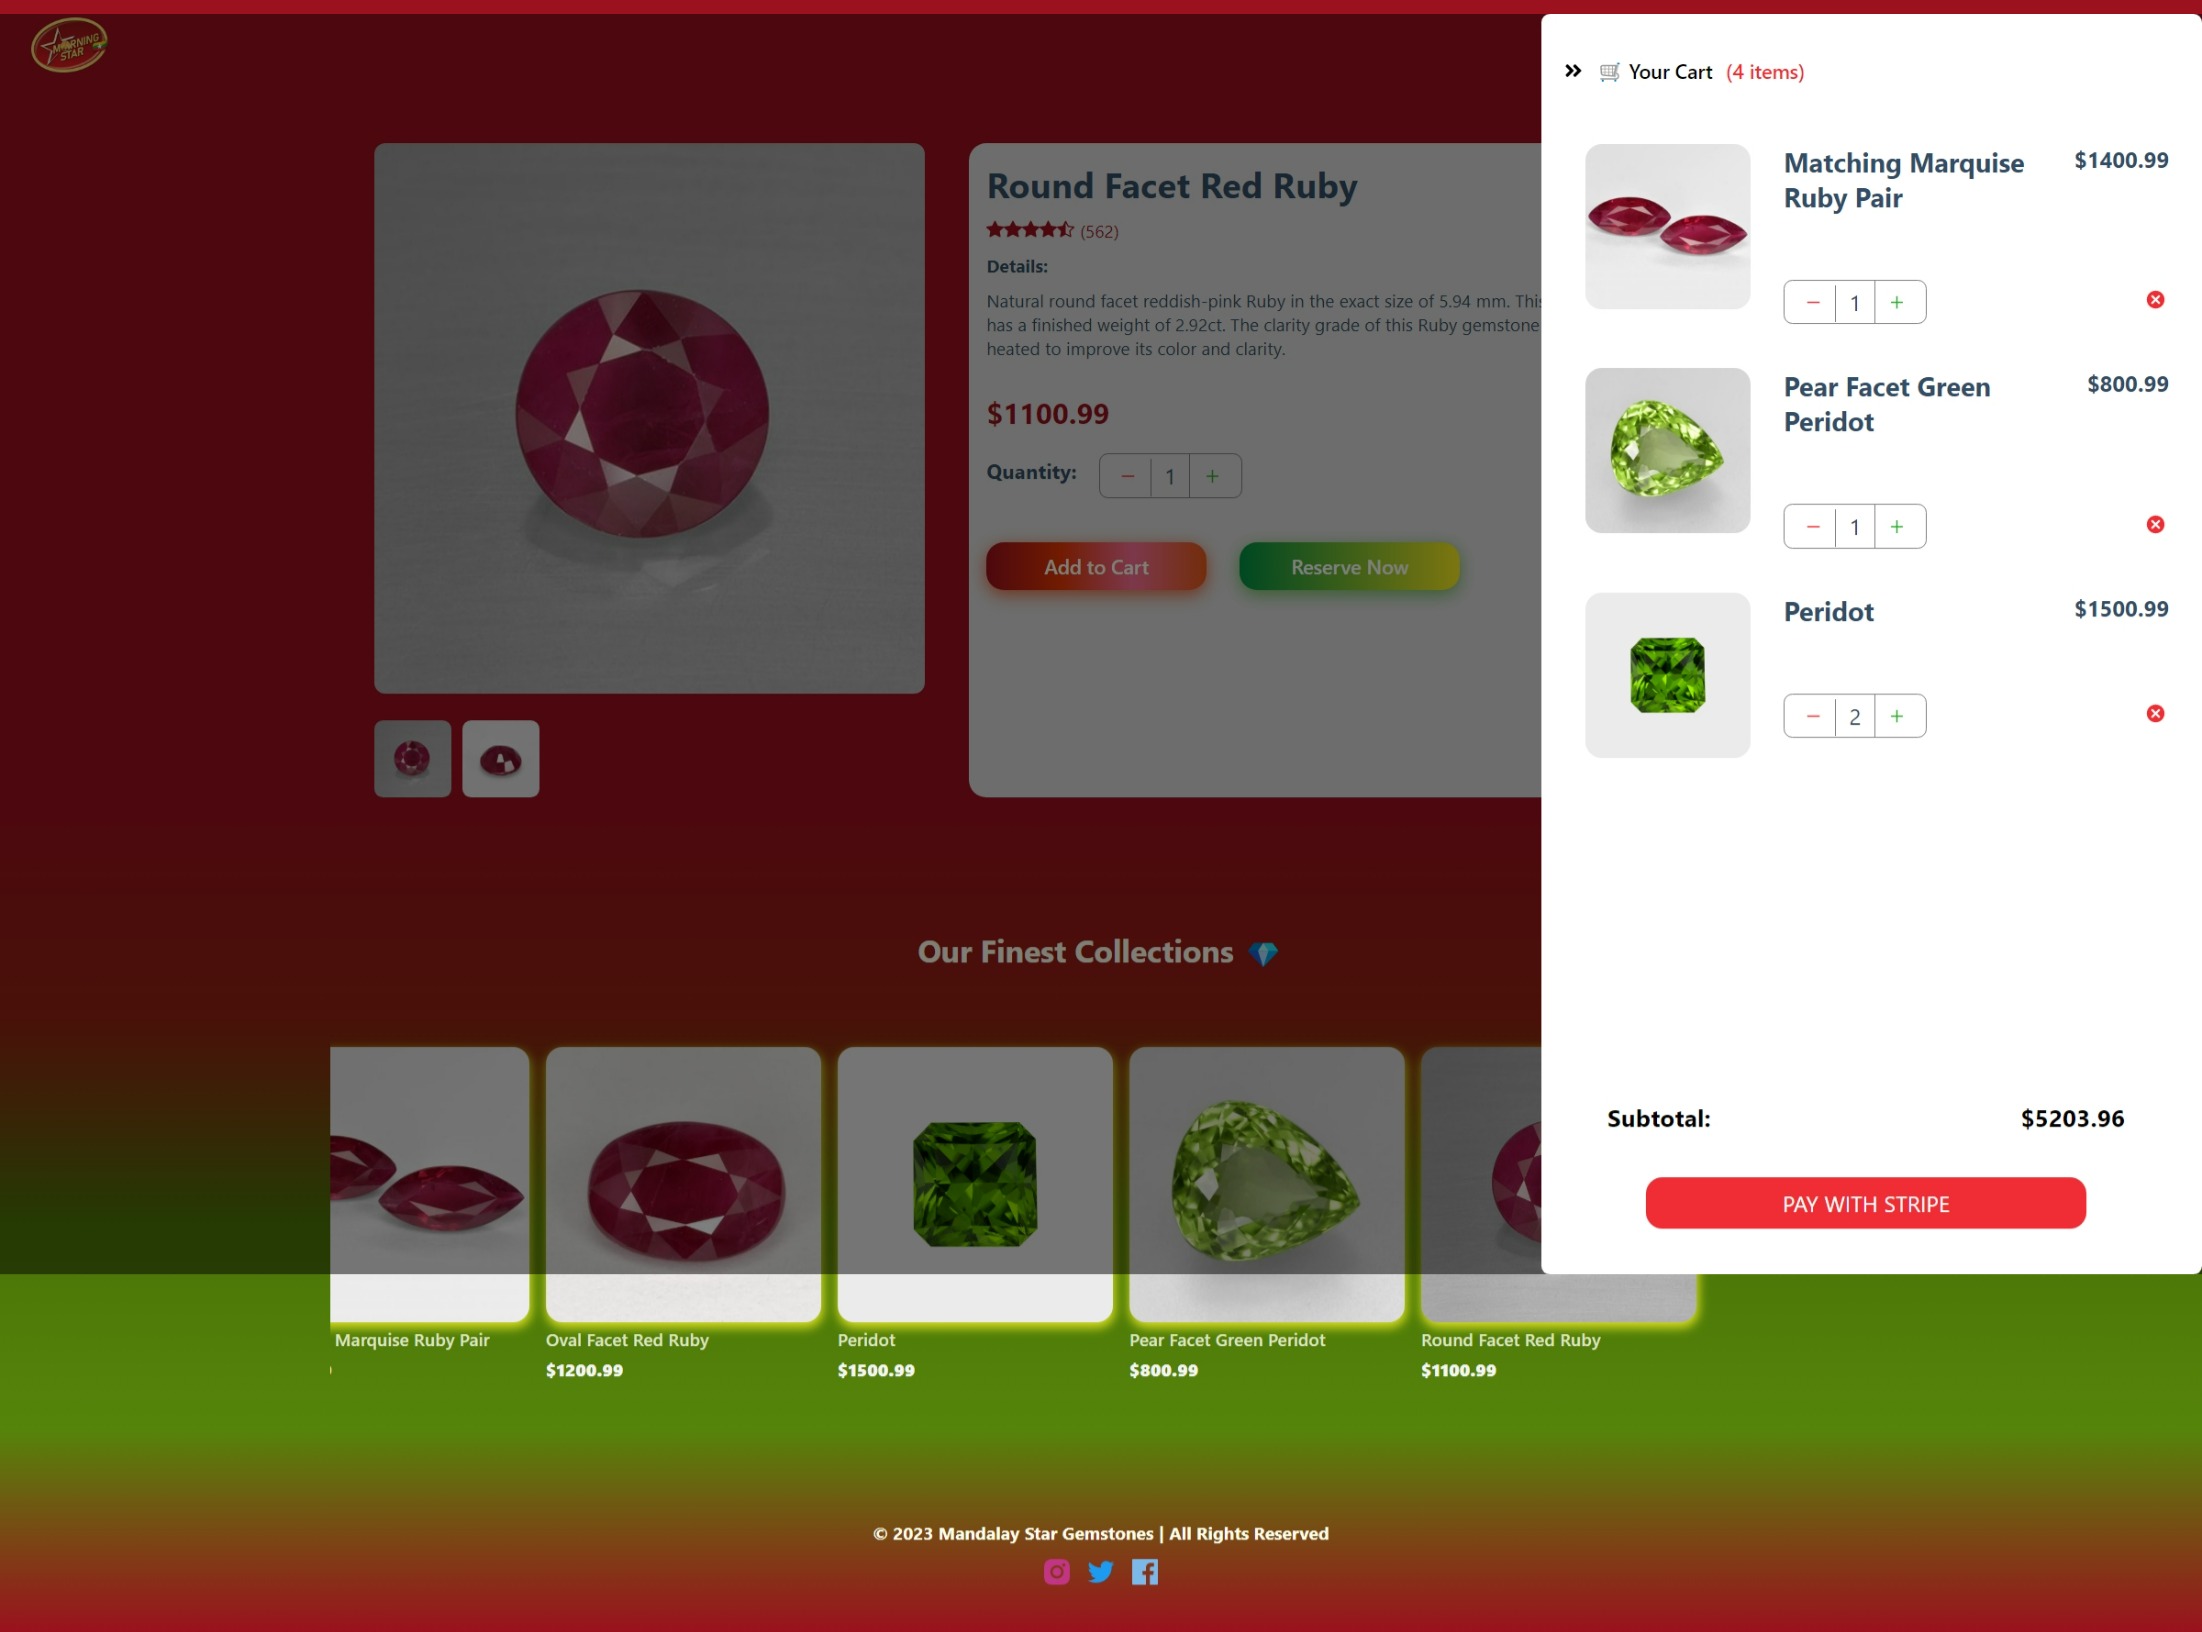 MORNING
STAR
Your Cart (4 items)
Matching Marquise
Ruby Pair
$1400.99
− 1 +
Pear Facet Green
Peridot
$800.99
− 1 +
Peridot
$1500.99
− 2 +
Subtotal: $5203.96
PAY WITH STRIPE
Round Facet Red Ruby
(562)
Details:
Natural round facet reddish-pink Ruby in the exact size of 5.94 mm. This
has a finished weight of 2.92ct. The clarity grade of this Ruby gemstone
heated to improve its color and clarity.
$1100.99
Quantity: − 1 +
Add to Cart Reserve Now
Our Finest Collections
Marquise Ruby Pair
Oval Facet Red Ruby
$1200.99
Peridot
$1500.99
Pear Facet Green Peridot
$800.99
Round Facet Red Ruby
$1100.99
© 2023 Mandalay Star Gemstones | All Rights Reserved